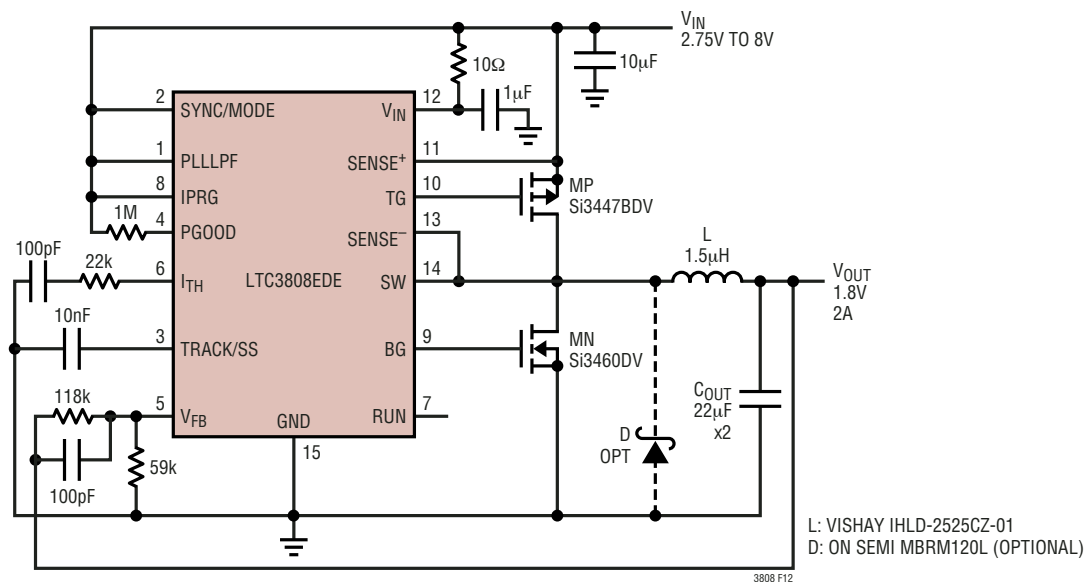 VIN
2.75V TO 8V
10Ω
10µF
1µF
2
SYNC/MODE
VIN
12
1
PLLLPF
SENSE+
11
8
IPRG
TG
10
MP
Si3447BDV
1M
4
PGOOD
SENSE–
13
100pF
22k
6
ITH
LTC3808EDE
SW
14
L
1.5µH
VOUT
1.8V
2A
10nF
3
TRACK/SS
BG
9
MN
Si3460DV
118k
5
VFB
GND
RUN
7
15
COUT
22µF
x2
D
OPT
59k
100pF
L: VISHAY IHLD-2525CZ-01
D: ON SEMI MBRM120L (OPTIONAL)
3808 F12